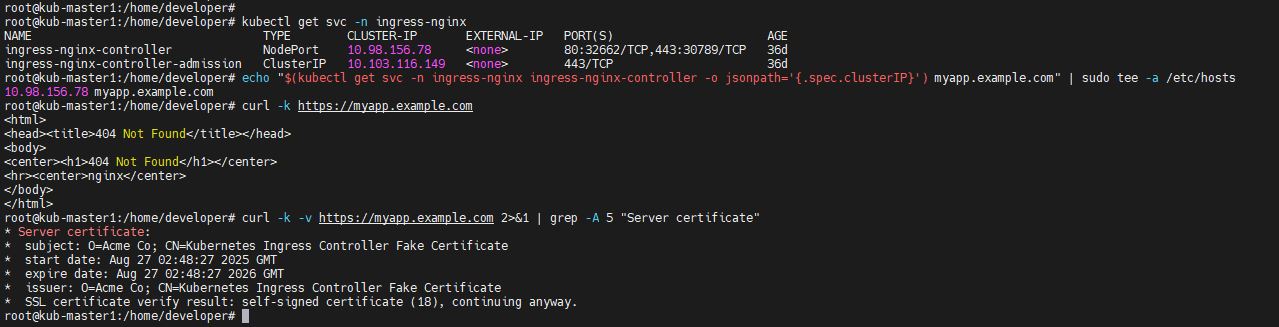 root@kub-master1:/home/developer#
root@kub-master1:/home/developer# kubectl get svc -n ingress-nginx
NAME TYPE CLUSTER-IP EXTERNAL-IP PORT(S) AGE
ingress-nginx-controller NodePort 10.98.156.78 <none> 80:32662/TCP,443:30789/TCP 36d
ingress-nginx-controller-admission ClusterIP 10.103.116.149 <none> 443/TCP 36d
root@kub-master1:/home/developer# echo "$(kubectl get svc -n ingress-nginx ingress-nginx-controller -o jsonpath='{.spec.clusterIP}') myapp.example.com" | sudo tee -a /etc/hosts
10.98.156.78 myapp.example.com
root@kub-master1:/home/developer# curl -k https://myapp.example.com
<html>
<head><title>404 Not Found</title></head>
<body>
<center><h1>404 Not Found</h1></center>
<hr><center>nginx</center>
</body>
</html>
root@kub-master1:/home/developer# curl -k -v https://myapp.example.com 2>&1 | grep -A 5 "Server certificate"
* Server certificate:
*  subject: O=Acme Co; CN=Kubernetes Ingress Controller Fake Certificate
*  start date: Aug 27 02:48:27 2025 GMT
*  expire date: Aug 27 02:48:27 2026 GMT
*  issuer: O=Acme Co; CN=Kubernetes Ingress Controller Fake Certificate
*  SSL certificate verify result: self-signed certificate (18), continuing anyway.
root@kub-master1:/home/developer#